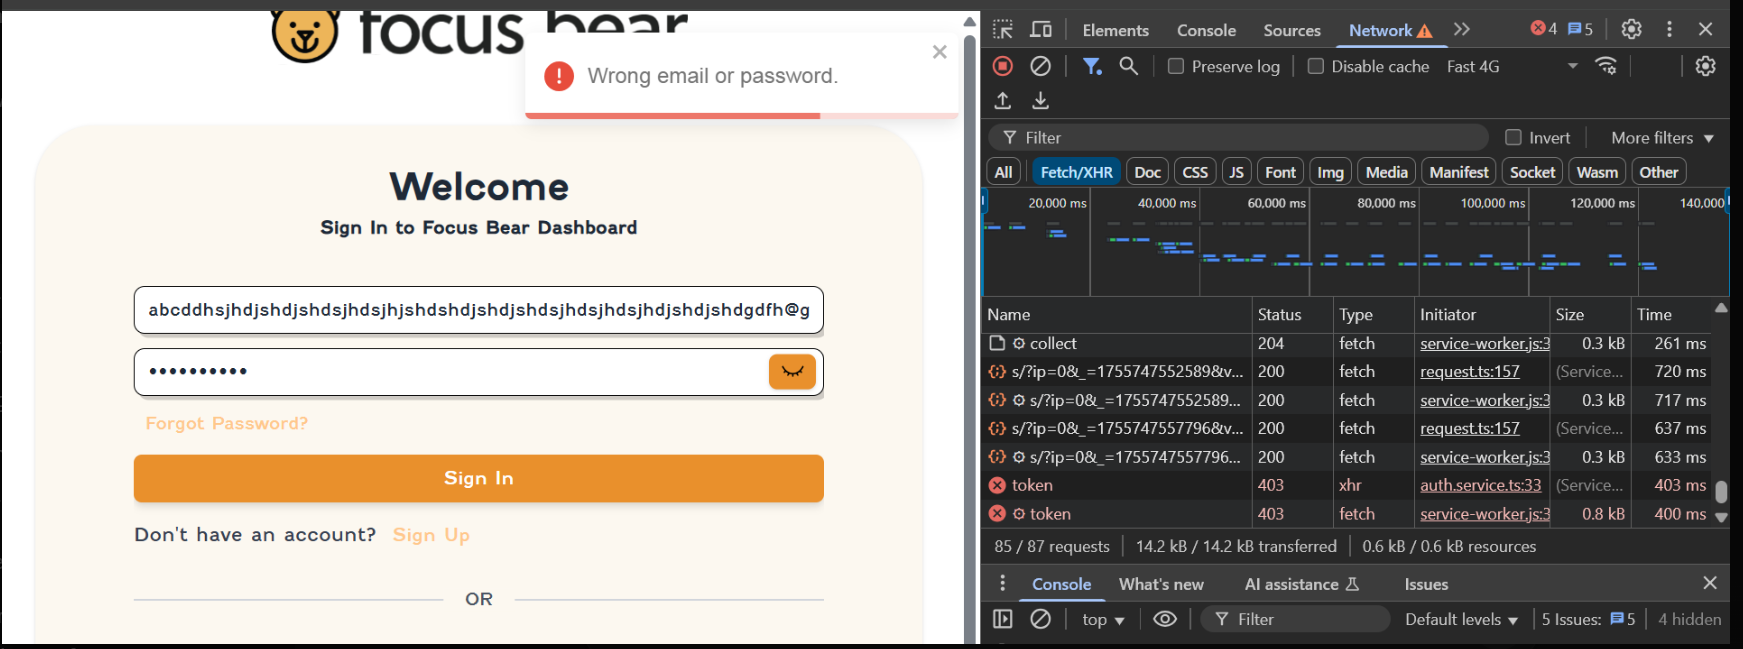 focus bear
Wrong email or password.
Welcome
Sign In to Focus Bear Dashboard
abcddhsjhdjshdjshdsjhdsjhjshdshdjshdjshdsjhdsjhdsjhdjshdjshdgdfh@g
••••••••••
Forgot Password?
Sign In
Don't have an account? Sign Up
OR
Elements Console Sources Network 4 5
Preserve log Disable cache Fast 4G
Filter Invert More filters
All Fetch/XHR Doc CSS JS Font Img Media Manifest Socket Wasm Other
20,000 ms 40,000 ms 60,000 ms 80,000 ms 100,000 ms 120,000 ms 140,000
Name Status Type Initiator Size Time
collect 204 fetch service-worker.js:3 0.3 kB 261 ms
s/?ip=0&_=1755747552589&v... 200 fetch request.ts:157 (Service... 720 ms
s/?ip=0&_=1755747552589... 200 fetch service-worker.js:3 0.3 kB 717 ms
s/?ip=0&_=1755747557796&v... 200 fetch request.ts:157 (Service... 637 ms
s/?ip=0&_=1755747557796... 200 fetch service-worker.js:3 0.3 kB 633 ms
token 403 xhr auth.service.ts:33 (Service... 403 ms
token 403 fetch service-worker.js:3 0.8 kB 400 ms
85 / 87 requests 14.2 kB / 14.2 kB transferred 0.6 kB / 0.6 kB resources
Console What's new AI assistance Issues
top Filter Default levels 5 Issues: 5 4 hidden